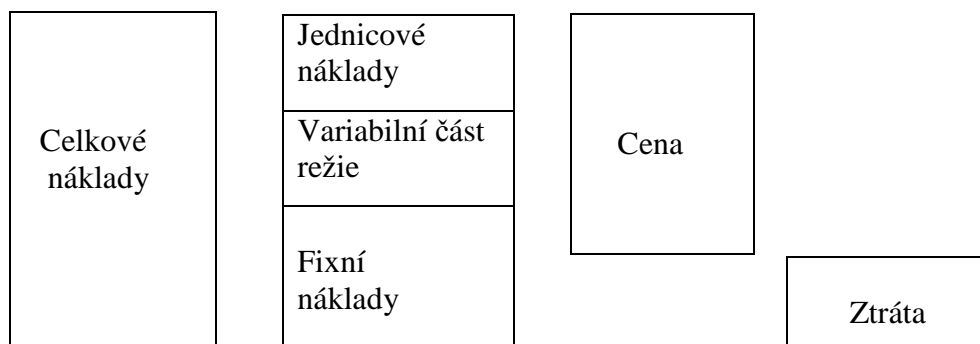 Celkové
náklady
Jednicové
náklady
Variabilní část
režie
Fixní
náklady
Cena
Ztráta